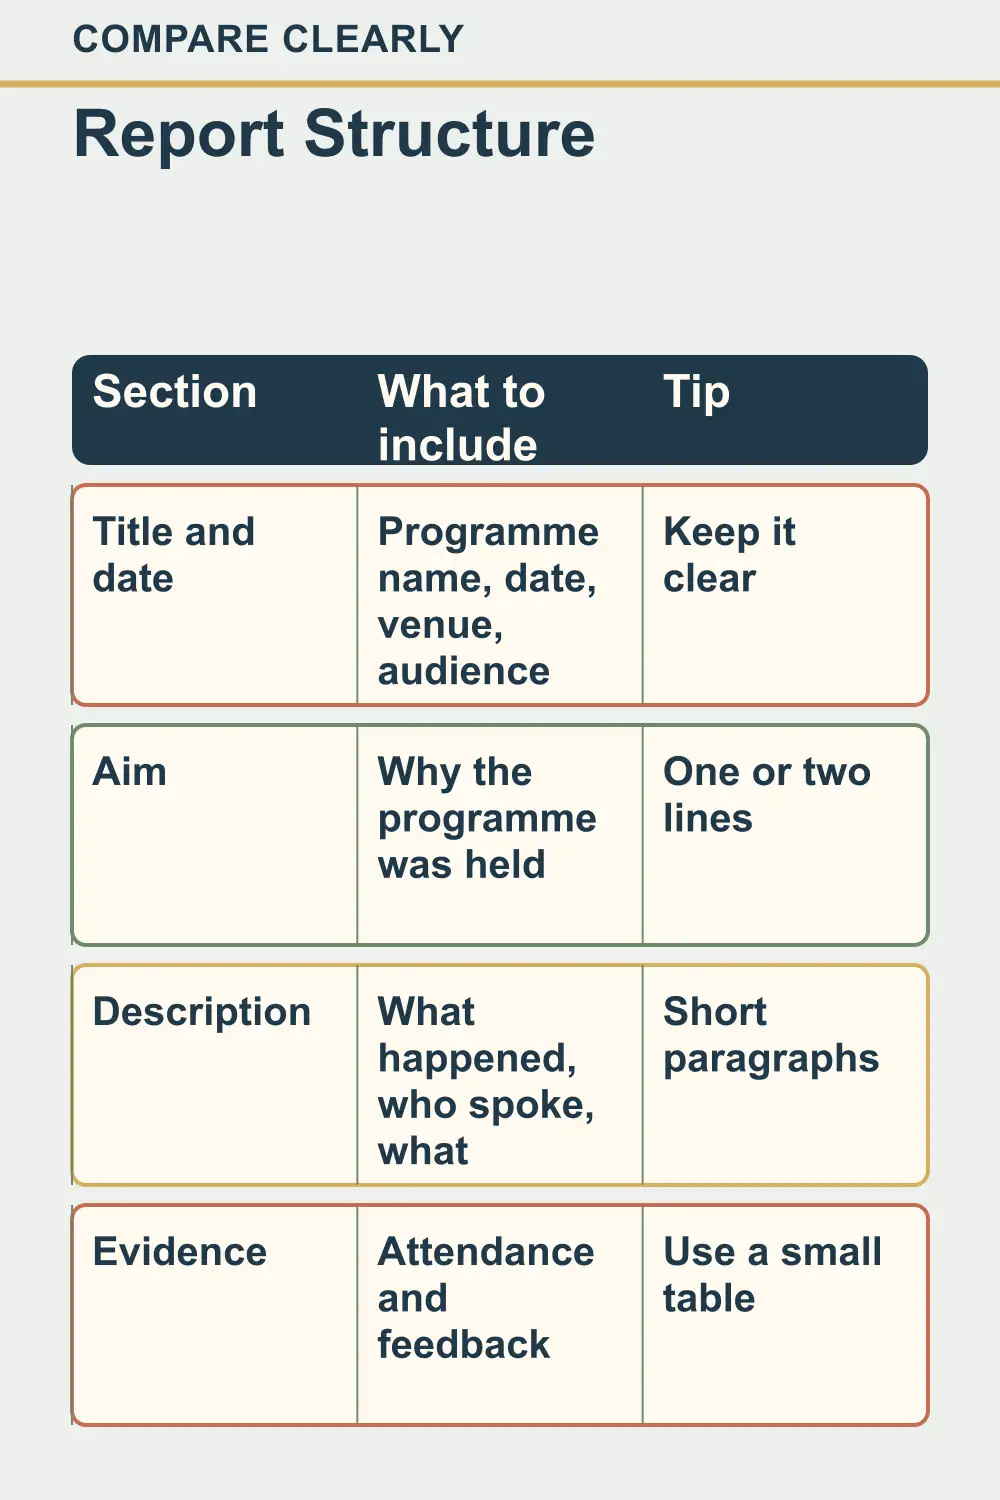 COMPARE CLEARLY
Report Structure
Section
What to
include
Tip
Title and
date
Programme
name, date,
venue,
audience
Keep it
clear
Aim
Why the
programme
was held
One or two
lines
Description
What
happened,
who spoke,
what
Short
paragraphs
Evidence
Attendance
and
feedback
Use a small
table